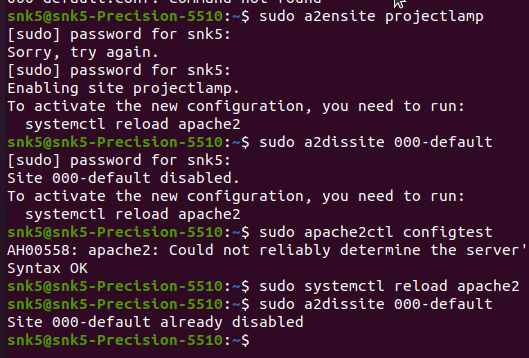 000-default.conf: command not found
snk5@snk5-Precision-5510:~$ sudo a2ensite projectlamp
[sudo] password for snk5:
Sorry, try again.
[sudo] password for snk5:
Enabling site projectlamp.
To activate the new configuration, you need to run:
  systemctl reload apache2
snk5@snk5-Precision-5510:~$ sudo a2dissite 000-default
[sudo] password for snk5:
Site 000-default disabled.
To activate the new configuration, you need to run:
  systemctl reload apache2
snk5@snk5-Precision-5510:~$ sudo apache2ctl configtest
AH00558: apache2: Could not reliably determine the server'
Syntax OK
snk5@snk5-Precision-5510:~$ sudo systemctl reload apache2
snk5@snk5-Precision-5510:~$ sudo a2dissite 000-default
Site 000-default already disabled
snk5@snk5-Precision-5510:~$